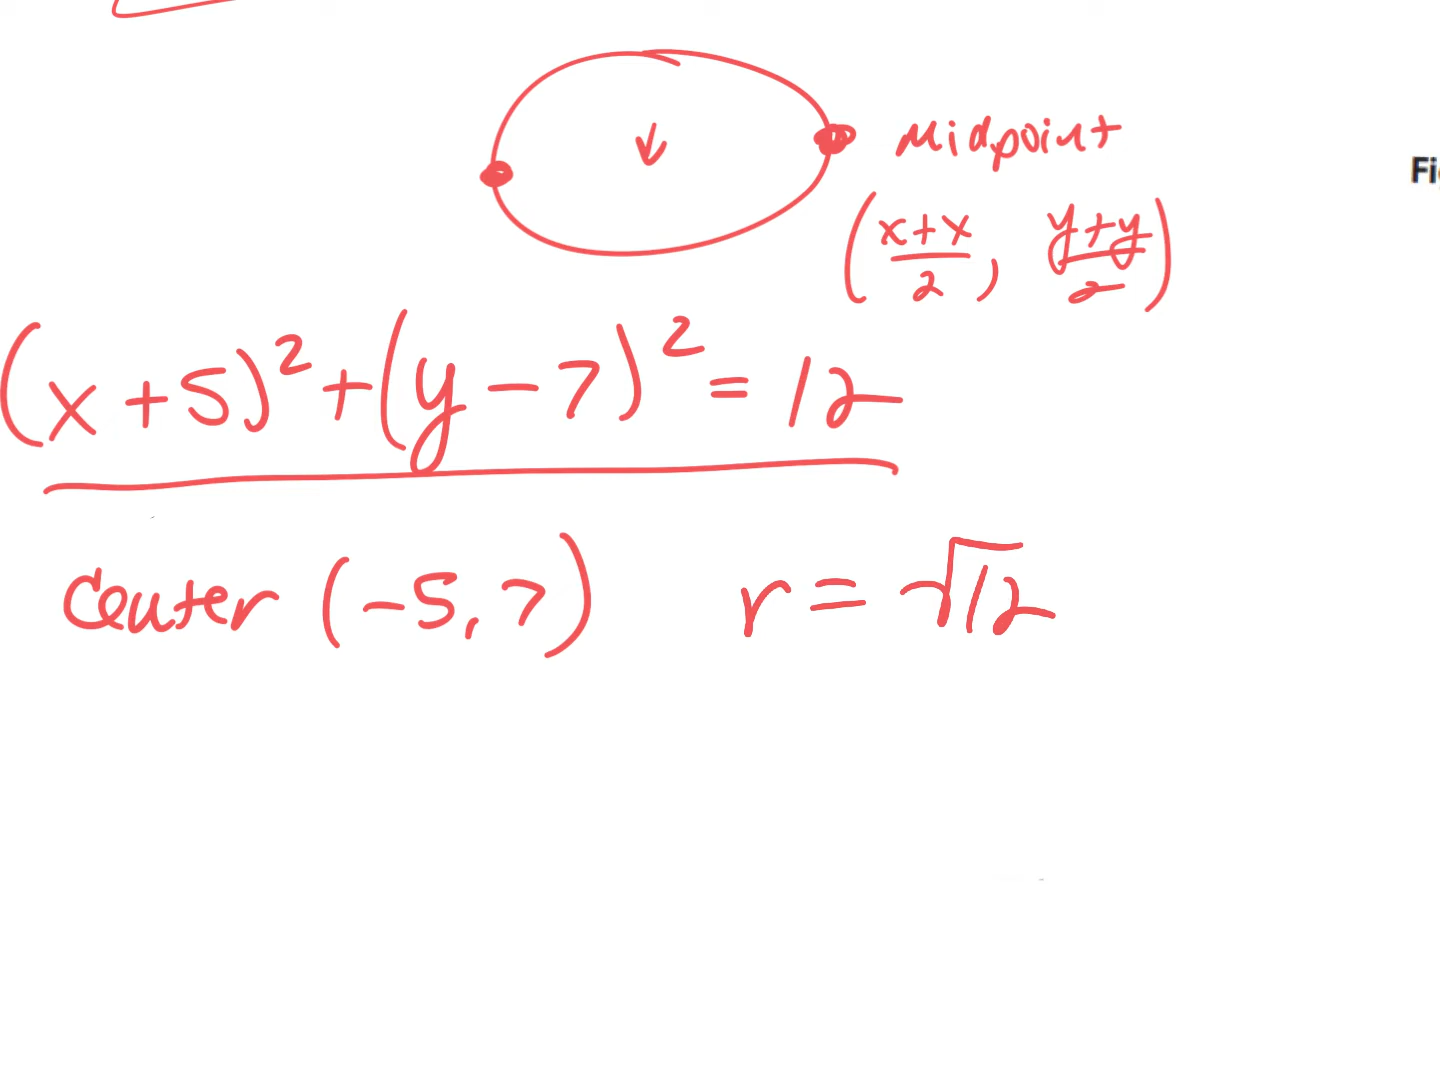 midpoint
(x+x/2, y+y/2)
(x+5)²+(y-7)²=12
Center (-5,7) r=√12